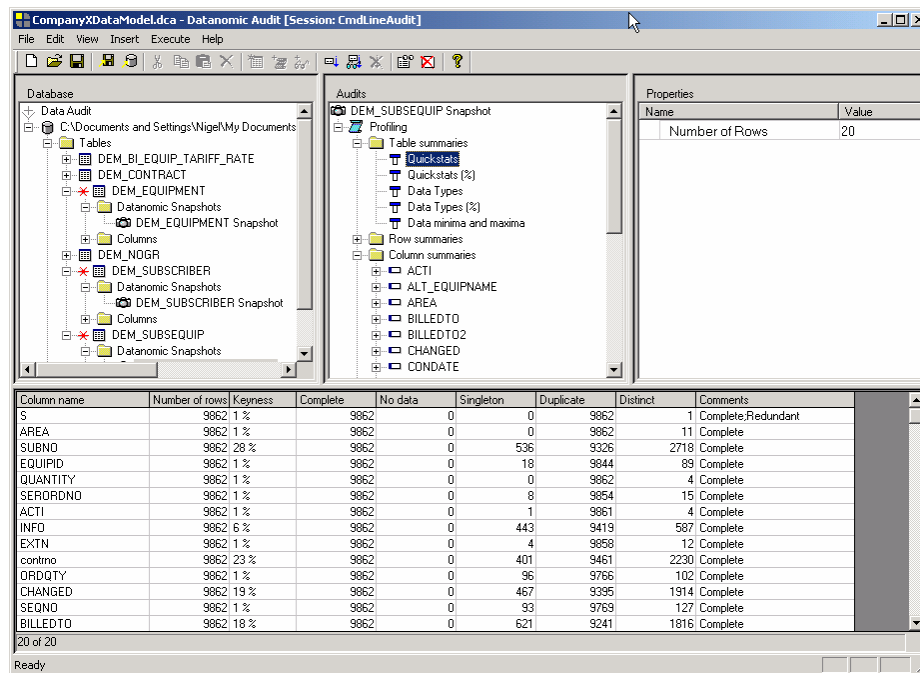 CompanyXDataModel.dca - Datanomic Audit [Session: CmdLineAudit]
File Edit View Insert Execute Help
Database
Data Audit
C:\Documents and Settings\Nigel\My Documents
Tables
DEM_BI_EQUIP_TARIFF_RATE
DEM_CONTRACT
DEM_EQUIPMENT
Datanomic Snapshots
DEM_EQUIPMENT Snapshot
Columns
DEM_NOGR
DEM_SUBSCRIBER
Datanomic Snapshots
DEM_SUBSCRIBER Snapshot
Columns
DEM_SUBSEQUIP
Datanomic Snapshots
Audits
DEM_SUBSEQUIP Snapshot
Profiling
Table summaries
Quickstats
Quickstats (%)
Data Types
Data Types (%)
Data minima and maxima
Row summaries
Column summaries
ACTI
ALT_EQUIPNAME
AREA
BILLEDTO
BILLEDTO2
CHANGED
CONDATE
Properties
Name Value
Number of Rows 20
Column name Number of rows Keyness Complete No data Singleton Duplicate Distinct Comments
S 9862 1 % 9862 0 0 9862 1 Complete;Redundant
AREA 9862 1 % 9862 0 0 9862 11 Complete
SUBNO 9862 28 % 9862 0 536 9326 2718 Complete
EQUIPID 9862 1 % 9862 0 18 9844 89 Complete
QUANTITY 9862 1 % 9862 0 0 9862 4 Complete
SERORDNO 9862 1 % 9862 0 8 9854 15 Complete
ACTI 9862 1 % 9862 0 1 9861 4 Complete
INFO 9862 6 % 9862 0 443 9419 587 Complete
EXTN 9862 1 % 9862 0 4 9858 12 Complete
contrno 9862 23 % 9862 0 401 9461 2230 Complete
ORDQTY 9862 1 % 9862 0 96 9766 102 Complete
CHANGED 9862 19 % 9862 0 467 9395 1914 Complete
SEQNO 9862 1 % 9862 0 93 9769 127 Complete
BILLEDTO 9862 18 % 9862 0 621 9241 1816 Complete
20 of 20
Ready